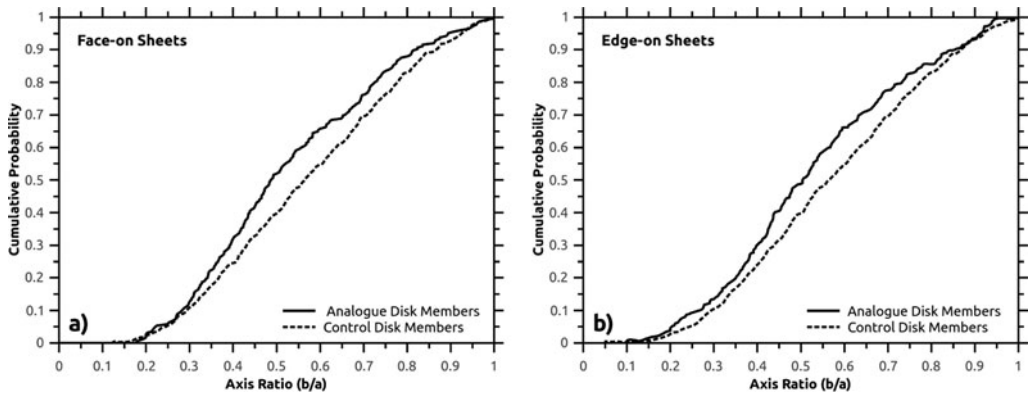 Face-on Sheets
Cumulative Probability
1
0.9
0.8
0.7
0.6
0.5
0.4
0.3
0.2
0.1
0
a)
Analogue Disk Members
Control Disk Members
0 0.1 0.2 0.3 0.4 0.5 0.6 0.7 0.8 0.9 1
Axis Ratio (b/a)
Edge-on Sheets
Cumulative Probability
1
0.9
0.8
0.7
0.6
0.5
0.4
0.3
0.2
0.1
0
b)
Analogue Disk Members
Control Disk Members
0 0.1 0.2 0.3 0.4 0.5 0.6 0.7 0.8 0.9 1
Axis Ratio (b/a)